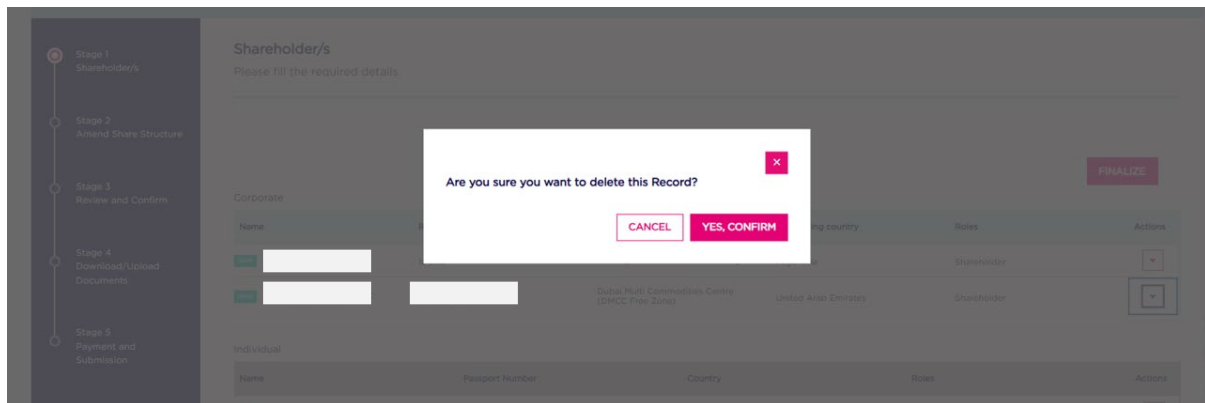 Stage 1
Shareholder/s
Stage 2
Amend Share Structure
Stage 3
Review and Confirm
Stage 4
Download/Upload
Documents
Stage 5
Payment and
Submission
Shareholder/s
Please fill the required details
FINALIZE
×
Are you sure you want to delete this Record?
CANCEL
YES, CONFIRM
Corporate
Name
ing country
Roles
Actions
Shareholder
Dubai Multi Commodities Centre
(DMCC Free Zone)
United Arab Emirates
Shareholder
Individual
Name
Passport Number
Country
Roles
Actions